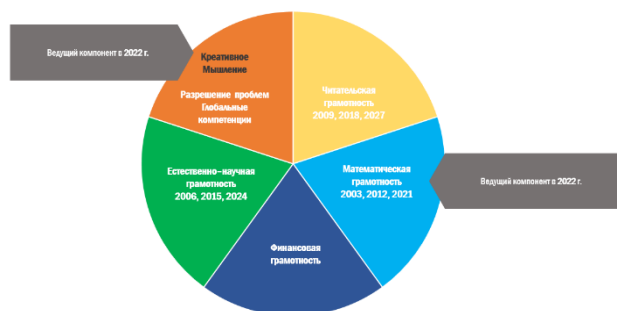 Ведущий компонент в 2022 г.
Креативное
Мышление
Разрешение проблем
Глобальные
компетенции
Читательская
грамотность
2009, 2018, 2027
Естественно-научная
грамотность
2006, 2015, 2024
Математическая
грамотность
2003, 2012, 2021
Ведущий компонент в 2022 г.
Финансовая
грамотность